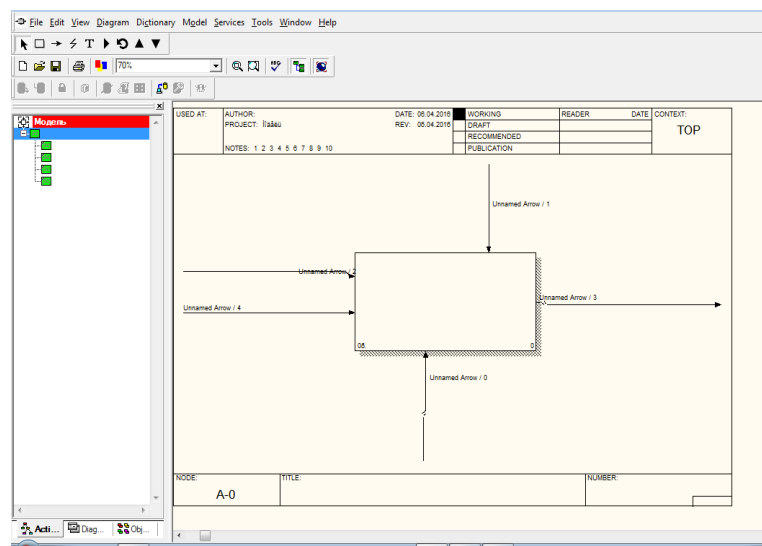 File Edit View Diagram Dictionary Model Services Tools Window Help
T
70%
Модель
USED AT: AUTHOR: DATE: 06.04.2016 WORKING READER DATE CONTEXT:
PROJECT: REV: 06.04.2016 DRAFT TOP
RECOMMENDED
NOTES: 1 2 3 4 5 6 7 8 9 10 PUBLICATION
Unnamed Arrow / 1
Unnamed Arrow / 2
Unnamed Arrow / 3
Unnamed Arrow / 4
0
Unnamed Arrow / 0
NODE: TITLE: NUMBER:
A-0
Acti... Diag... Obj...